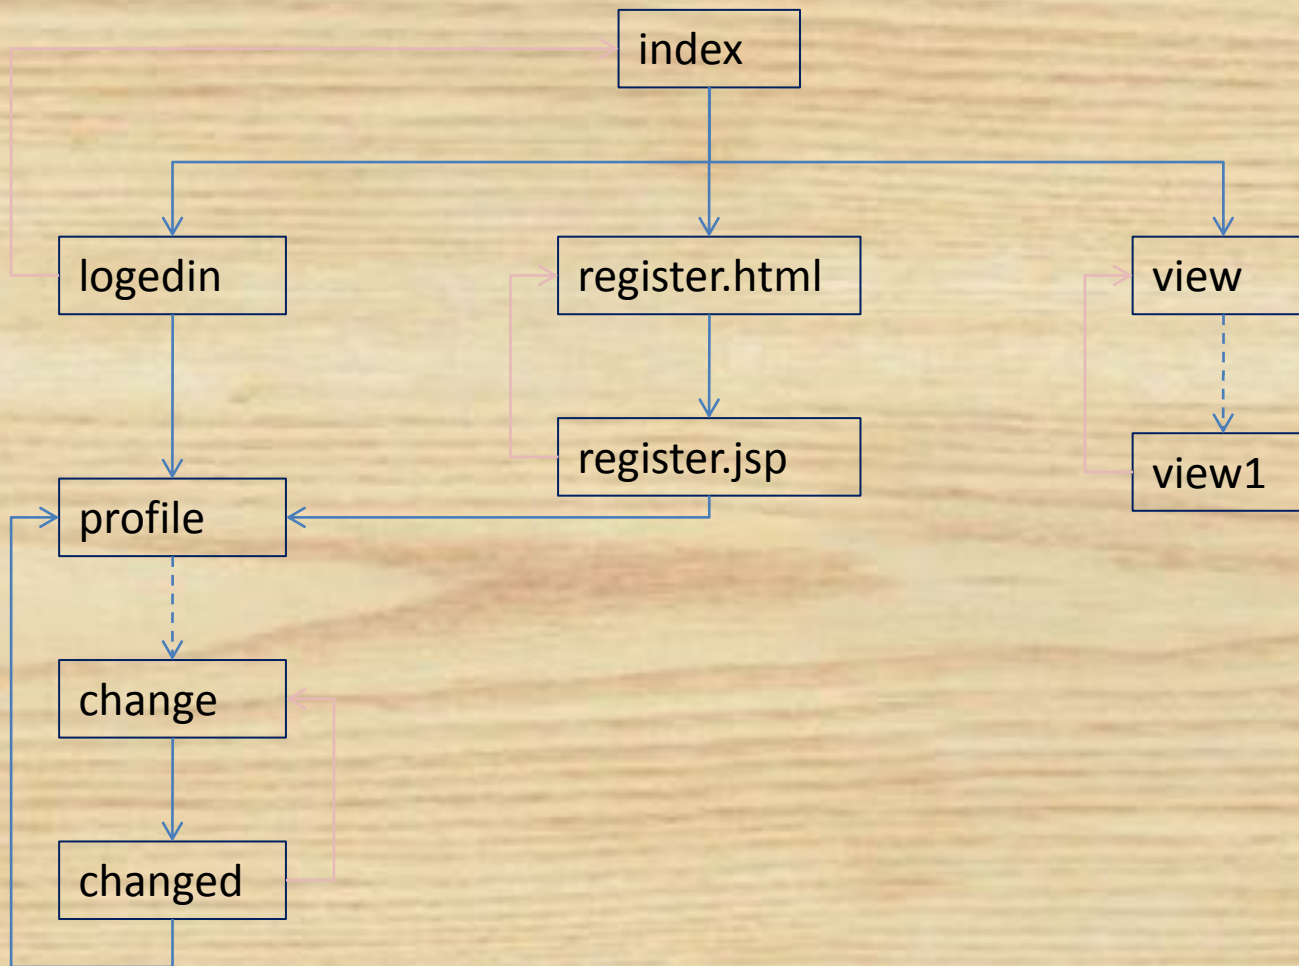 index
logedin
register.html
view
register.jsp
view1
profile
change
changed